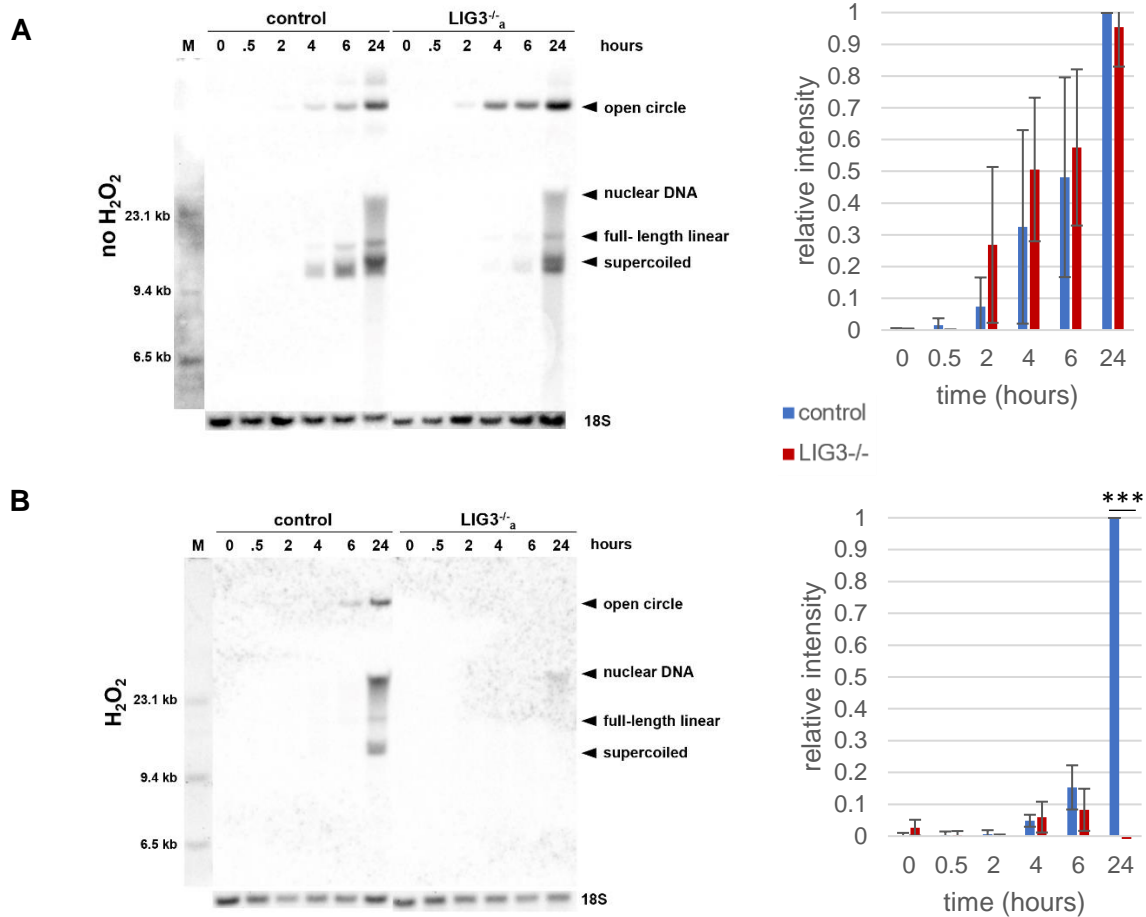 A
control LIG3-/-a
M 0 .5 2 4 6 24 0 .5 2 4 6 24 hours
open circle
nuclear DNA
23.1 kb
full- length linear
supercoiled
9.4 kb
6.5 kb
no H2O2
18S
relative intensity
1
0.9
0.8
0.7
0.6
0.5
0.4
0.3
0.2
0.1
0
0 0.5 2 4 6 24
time (hours)
control
LIG3-/-
B
control LIG3-/-a
M 0 .5 2 4 6 24 0 .5 2 4 6 24 hours
open circle
nuclear DNA
23.1 kb
full-length linear
supercoiled
9.4 kb
6.5 kb
H2O2
18S
***
relative intensity
1
0.9
0.8
0.7
0.6
0.5
0.4
0.3
0.2
0.1
0
0 0.5 2 4 6 24
time (hours)